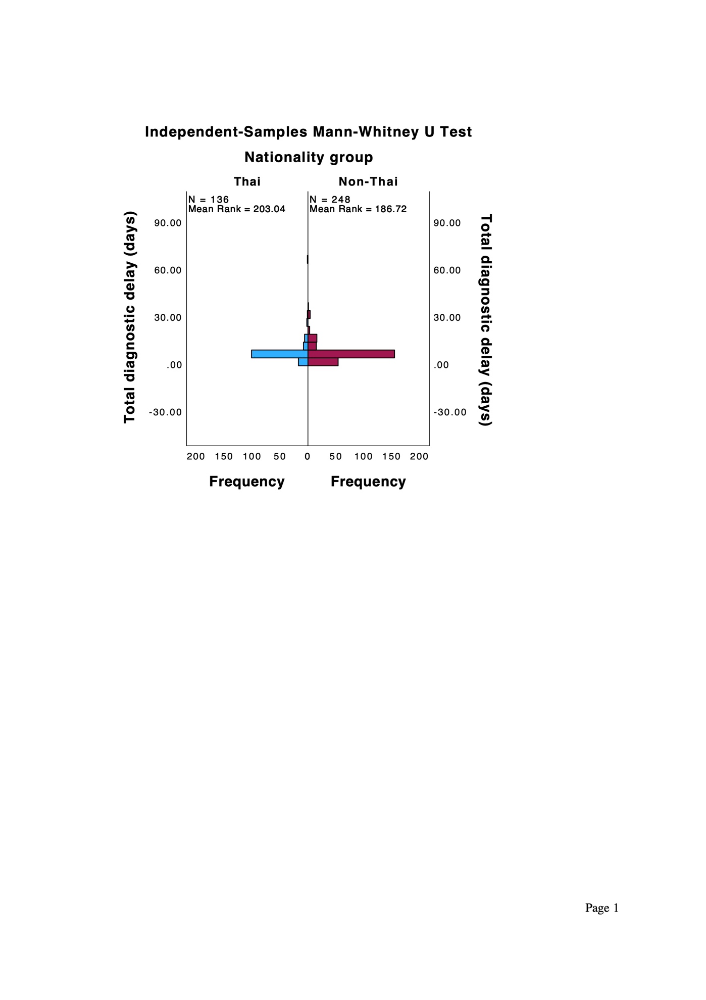 Independent-Samples Mann-Whitney U Test
Nationality group
Thai Non-Thai
N = 136 N = 248
Mean Rank = 203.04 Mean Rank = 186.72
Total diagnostic delay (days)
90.00 90.00
60.00 60.00
30.00 30.00
.00 .00
-30.00 -30.00
Total diagnostic delay (days)
200 150 100 50 0 50 100 150 200
Frequency Frequency
Page 1